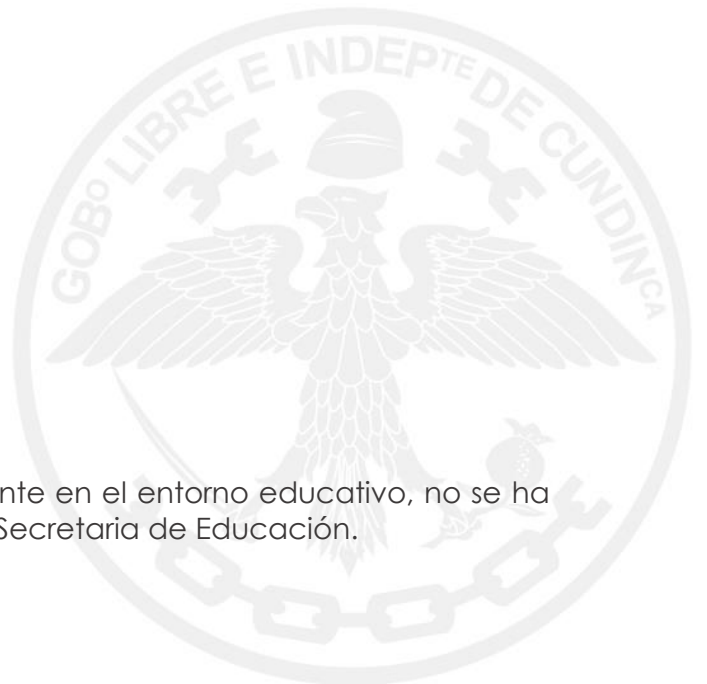 GOBº LIBRE E INDEPTE DE CUNDINCA
nte en el entorno educativo, no se ha
Secretaria de Educación.